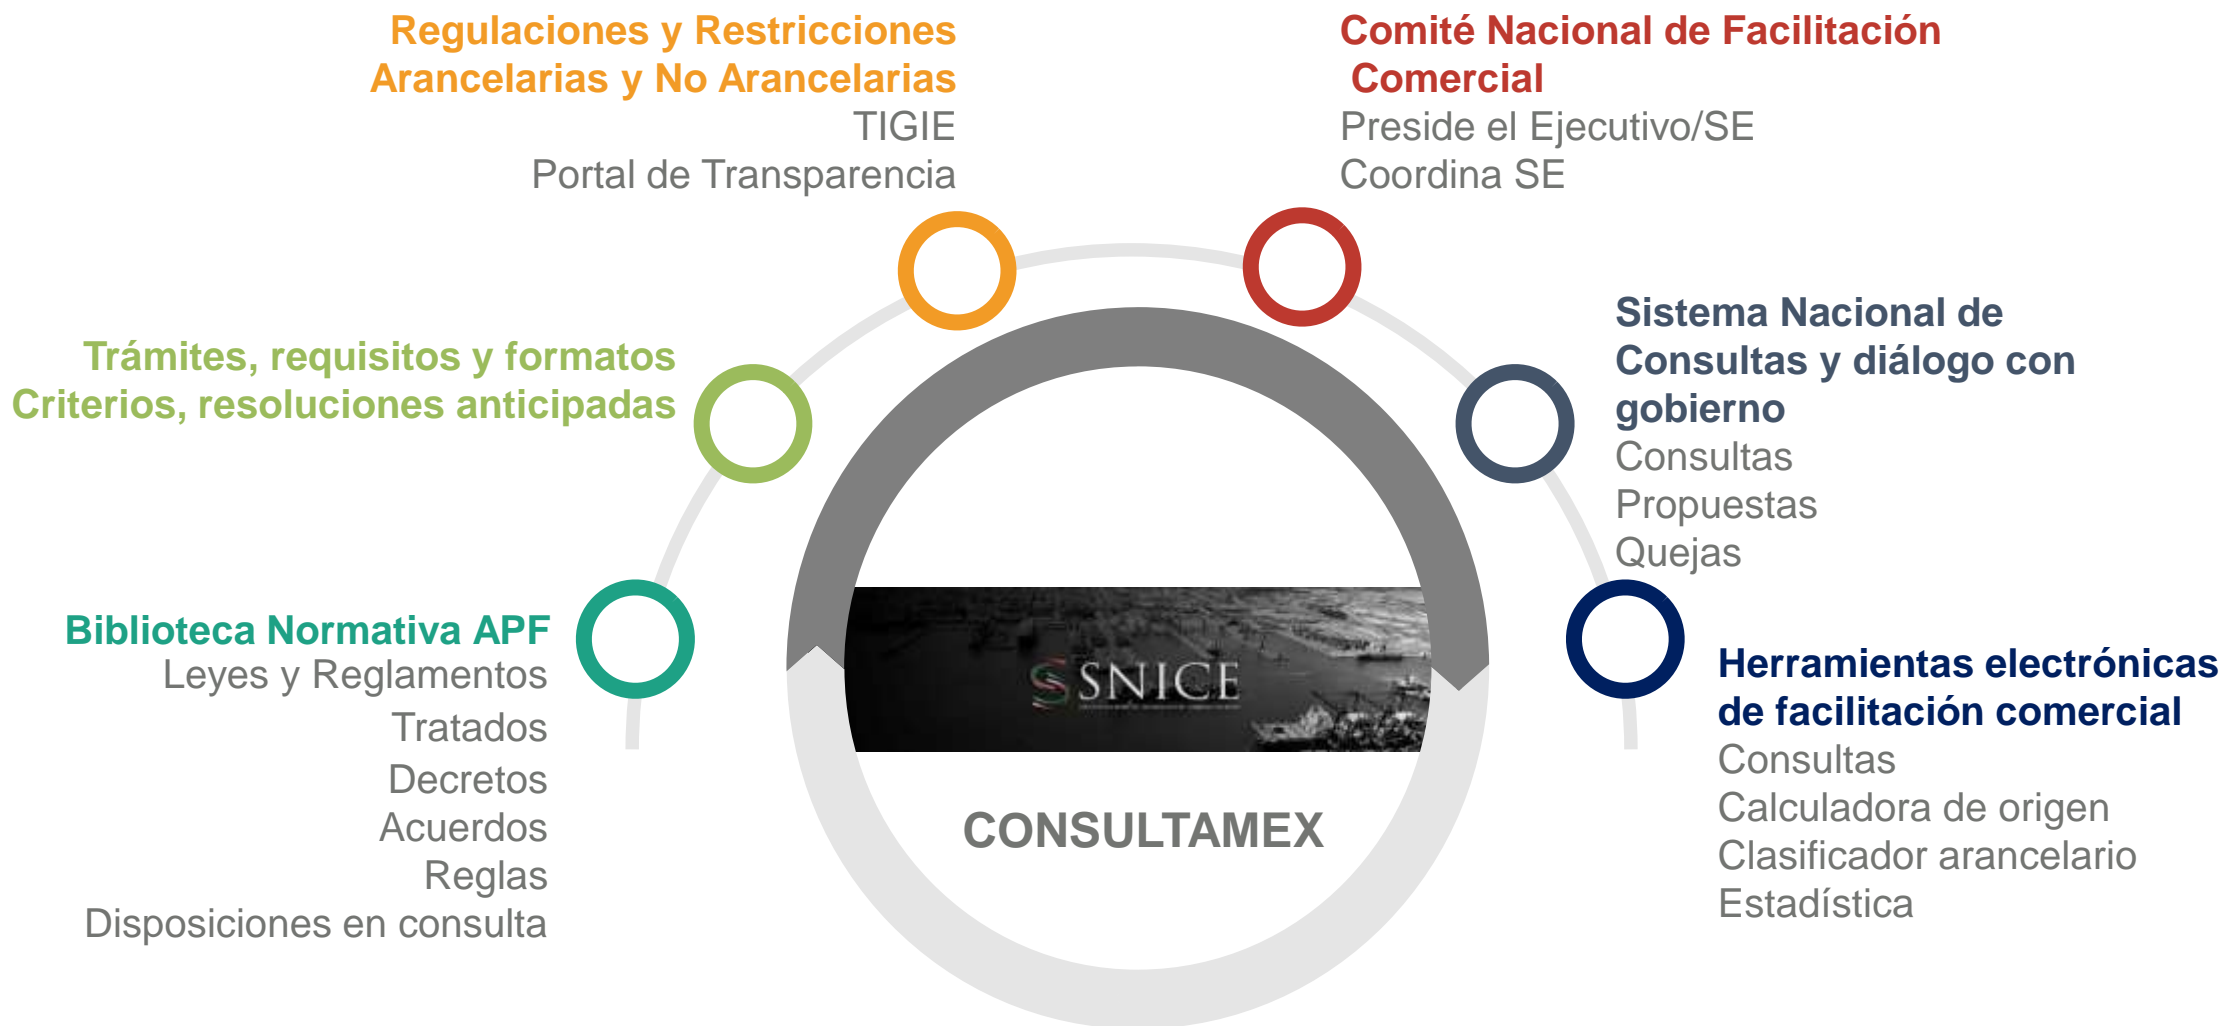 Regulaciones y Restricciones
Arancelarias y No Arancelarias
TIGIE
Portal de Transparencia
Comité Nacional de Facilitación
Comercial
Preside el Ejecutivo/SE
Coordina SE
Trámites, requisitos y formatos
Criterios, resoluciones anticipadas
Sistema Nacional de
Consultas y diálogo con
gobierno
Consultas
Propuestas
Quejas
Biblioteca Normativa APF
Leyes y Reglamentos
Tratados
Decretos
Acuerdos
Reglas
Disposiciones en consulta
SNICE
CONSULTAMEX
Herramientas electrónicas
de facilitación comercial
Consultas
Calculadora de origen
Clasificador arancelario
Estadística